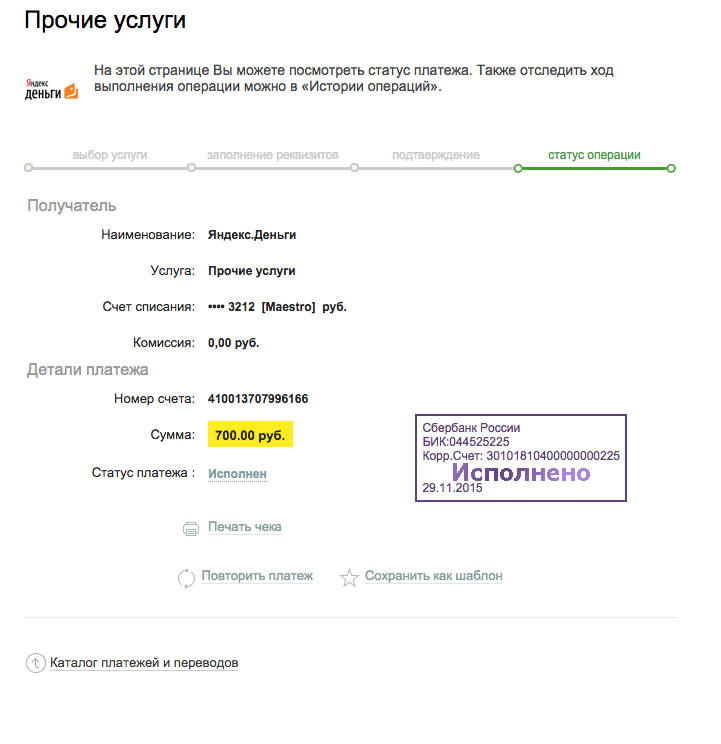 Прочие услуги
Яндекс
деньги
На этой странице Вы можете посмотреть статус платежа. Также отследить ход
выполнения операции можно в «Истории операций».
выбор услуги заполнение реквизитов подтверждение статус операции
Получатель
Наименование: Яндекс.Деньги
Услуга: Прочие услуги
Счет списания: •••• 3212 [Maestro] руб.
Комиссия: 0,00 руб.
Детали платежа
Номер счета: 410013707996166
Сумма: 700.00 руб.
Статус платежа : Исполнен
Сбербанк России
БИК:044525225
Корр.Счет: 30101810400000000225
Исполнено
29.11.2015
Печать чека
Повторить платеж Сохранить как шаблон
Каталог платежей и переводов